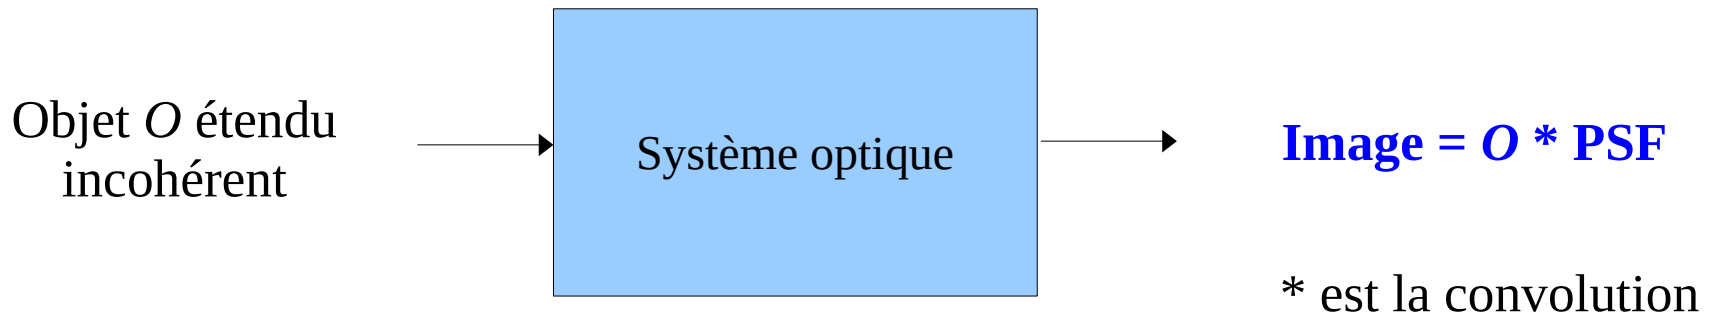 Objet O étendu
incohérent
Système optique
Image = O * PSF
* est la convolution